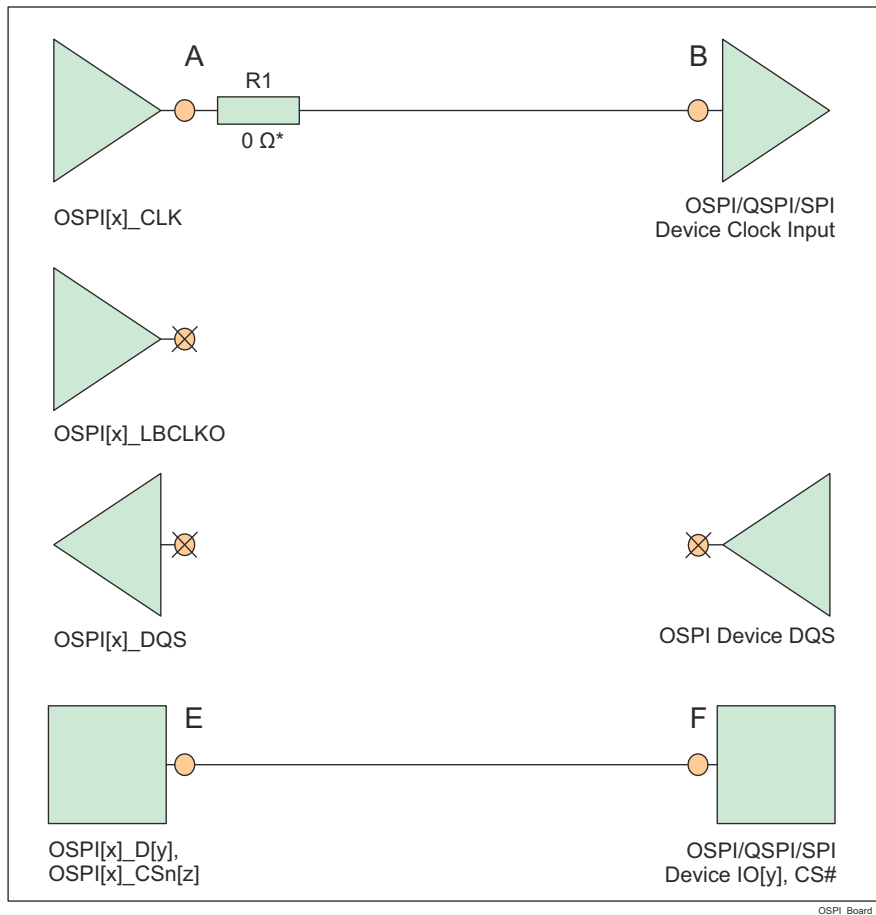 A
B
R1
0 Ω*
OSPI[x]_CLK
OSPI/QSPI/SPI
Device Clock Input
OSPI[x]_LBCLKO
OSPI[x]_DQS
OSPI Device DQS
E
F
OSPI[x]_D[y],
OSPI[x]_CSn[z]
OSPI/QSPI/SPI
Device IO[y], CS#
OSPI_Board